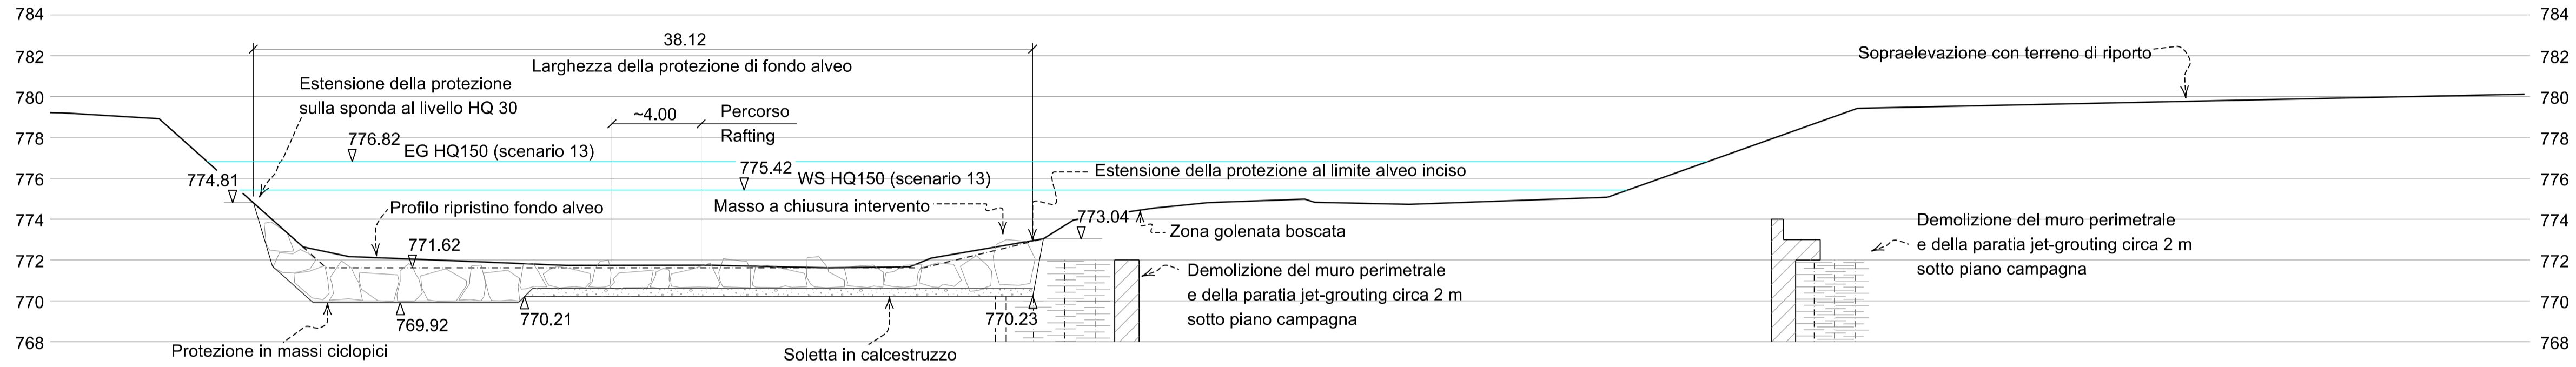 784
784
38.12
782
Sopraelevazione con terreno di riporto
782
Larghezza della protezione di fondo alveo
Estensione della protezione
sulla sponda al livello HQ 30
780
780
~4.00
Percorso
Rafting
778
776.82
EG HQ150 (scenario 13)
778
775.42
WS HQ150 (scenario 13)
Estensione della protezione al limite alveo inciso
776
774.81
776
Profilo ripristino fondo alveo
Masso a chiusura intervento
774
773.04
774
Zona golenata boscata
Demolizione del muro perimetrale
e della paratia jet-grouting circa 2 m
sotto piano campagna
771.62
772
772
Demolizione del muro perimetrale
e della paratia jet-grouting circa 2 m
sotto piano campagna
770
770
769.92
770.21
770.23
768
768
Protezione in massi ciclopici
Soletta in calcestruzzo